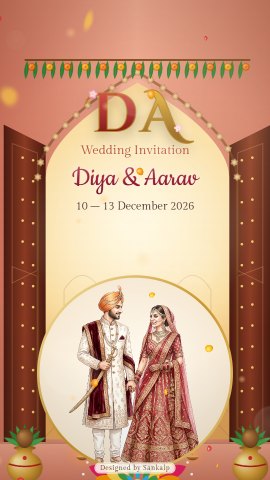 DA
Wedding Invitation
Diya & Aarav
10 — 13 December 2026
Designed by Sankalp